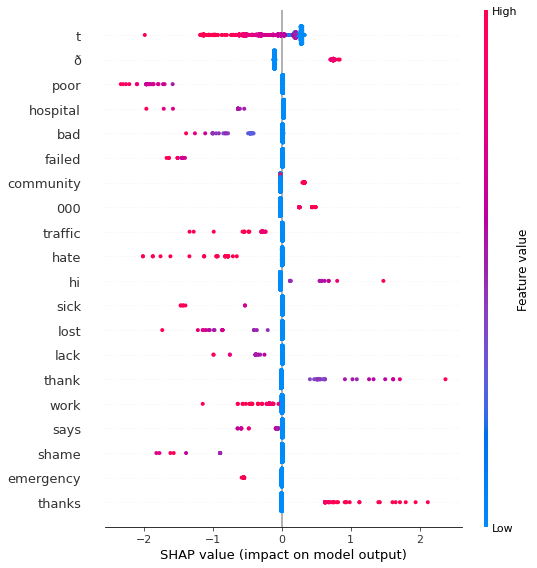 High
t
ð
poor
hospital
bad
failed
community
000
traffic
hate
hi
sick
lost
lack
thank
work
says
shame
emergency
thanks
Feature value
Low
−2 −1 0 1 2
SHAP value (impact on model output)